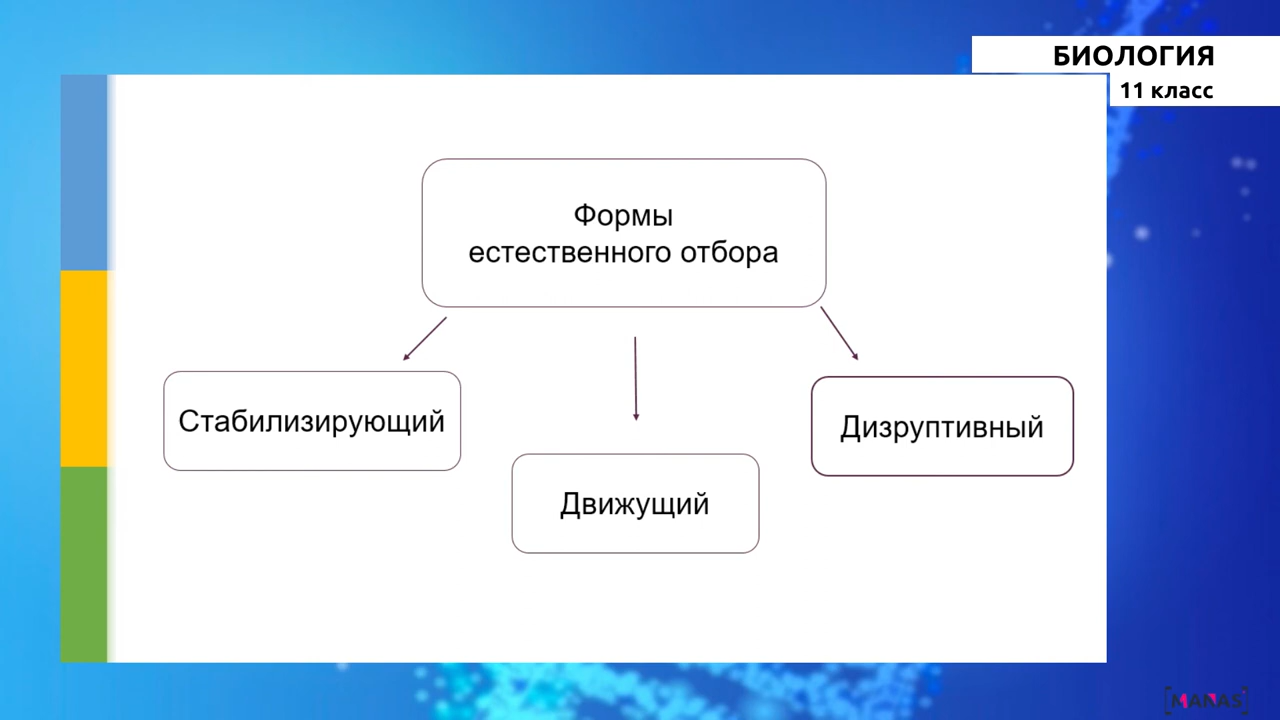 БИОЛОГИЯ
11 класс
Формы
естественного отбора
Стабилизирующий
Движущий
Дизруптивный
MANAS